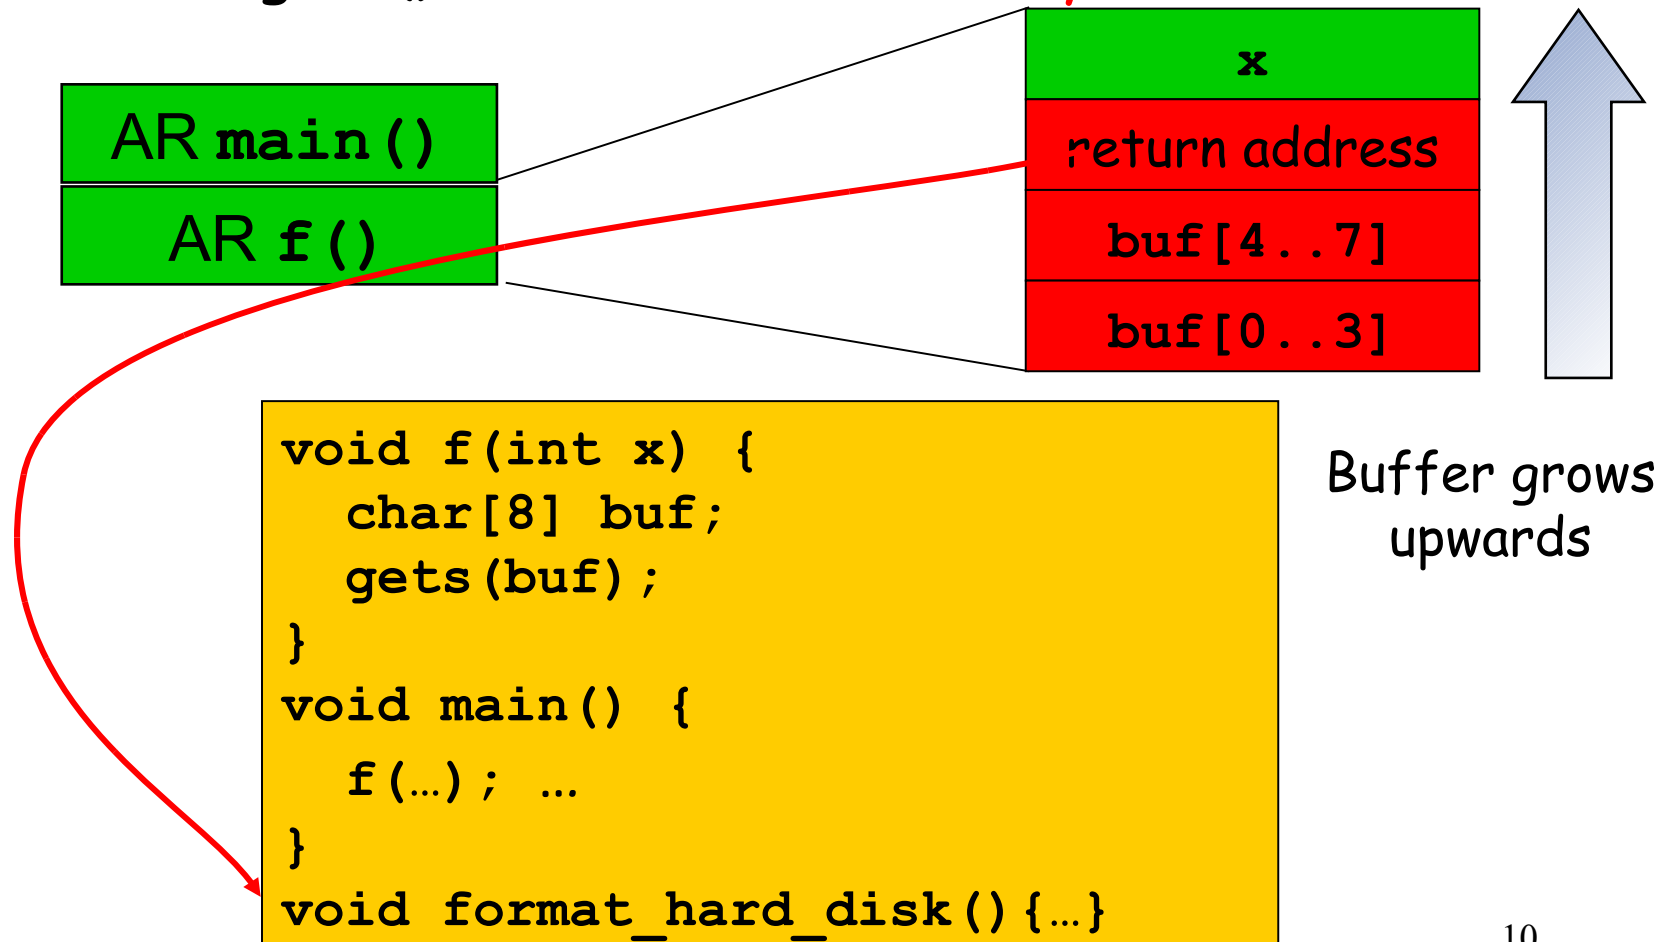 x
AR main()
return address
AR f()
buf[4..7]
buf[0..3]
void f(int x) {
char[8] buf;
gets(buf);
}
void main() {
f(…); …
}
void format_hard_disk(){…}
Buffer grows
upwards
10